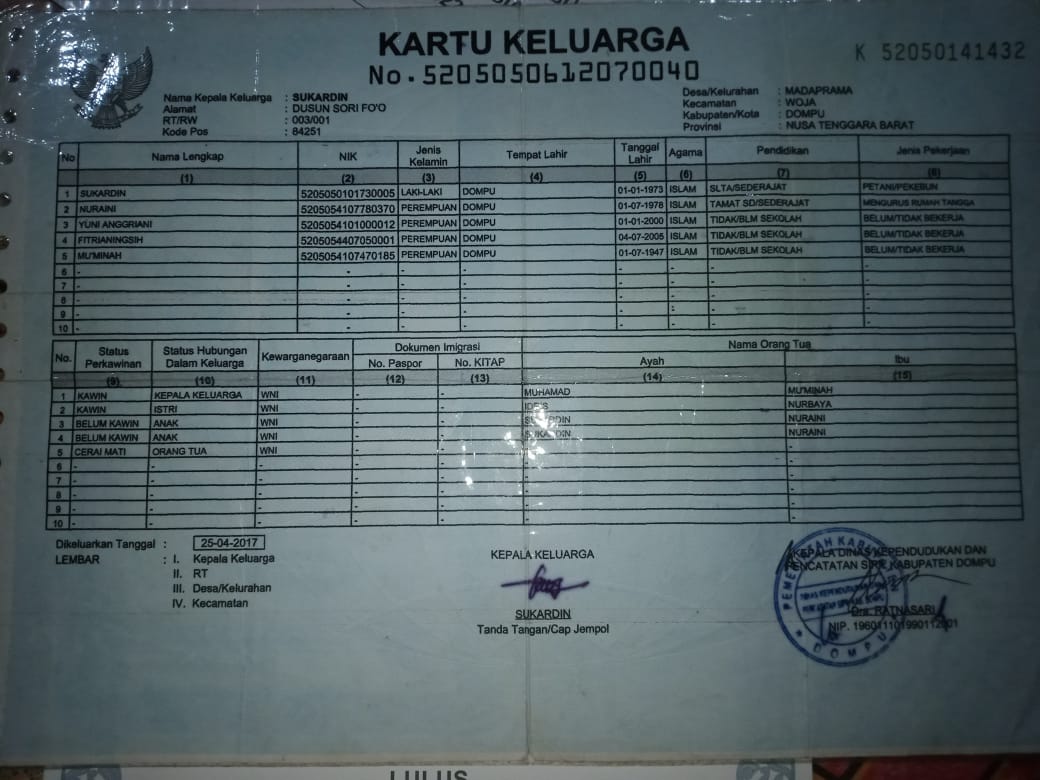 KARTU KELUARGA
No. 5205050612070040
K 52050141432
Nama Kepala Keluarga : SUKARDIN
Alamat : DUSUN SORI FO'O
RT/RW : 003/001
Kode Pos : 84251
Desa/Kelurahan : MADAPRAMA
Kecamatan : WOJA
Kabupaten/Kota : DOMPU
Provinsi : NUSA TENGGARA BARAT
No Nama Lengkap NIK Jenis Kelamin Tempat Lahir Tanggal Lahir Agama Pendidikan Jenis Pekerjaan
(1) (2) (3) (4) (5) (6) (7) (8)
1 SUKARDIN 5205050101730005 LAKI-LAKI DOMPU 01-01-1973 ISLAM SLTA/SEDERAJAT PETANI/PEKEBUN
2 NURAINI 5205054107780370 PEREMPUAN DOMPU 01-07-1978 ISLAM TAMAT SD/SEDERAJAT MENGURUS RUMAH TANGGA
3 YUNI ANGGRIANI 5205054101000012 PEREMPUAN DOMPU 01-01-2000 ISLAM TIDAK/BLM SEKOLAH BELUM/TIDAK BEKERJA
4 FITRIANINGSIH 5205054407050001 PEREMPUAN DOMPU 04-07-2005 ISLAM TIDAK/BLM SEKOLAH BELUM/TIDAK BEKERJA
5 MU'MINAH 5205054107470185 PEREMPUAN DOMPU 01-07-1947 ISLAM TIDAK/BLM SEKOLAH BELUM/TIDAK BEKERJA
6 - - - - - - -
7 - - - - - - -
8 - - - - - - -
9 - - - - - - -
10 - - - - - - -
No. Status Perkawinan Status Hubungan Dalam Keluarga Kewarganegaraan Dokumen Imigrasi Nama Orang Tua
No. Paspor No. KITAP Ayah Ibu
(9) (10) (11) (12) (13) (14) (15)
1 KAWIN KEPALA KELUARGA WNI - - MUHAMAD MU'MINAH
2 KAWIN ISTRI WNI - - NURBAYA
3 BELUM KAWIN ANAK WNI - - SUKARDIN NURAINI
4 BELUM KAWIN ANAK WNI - - SUKARDIN NURAINI
5 CERAI MATI ORANG TUA WNI - - - -
6 - - - - - - -
7 - - - - - - -
8 - - - - - - -
9 - - - - - - -
10 - - - - - - -
Dikeluarkan Tanggal : 25-04-2017
LEMBAR : I. Kepala Keluarga
II. RT
III. Desa/Kelurahan
IV. Kecamatan
KEPALA KELUARGA
SUKARDIN
Tanda Tangan/Cap Jempol
KEPALA DINAS KEPENDUDUKAN DAN
PENCATATAN SIPIL KABUPATEN DOMPU
Dra. RATNASARI
NIP.
DOMPU
LULUS